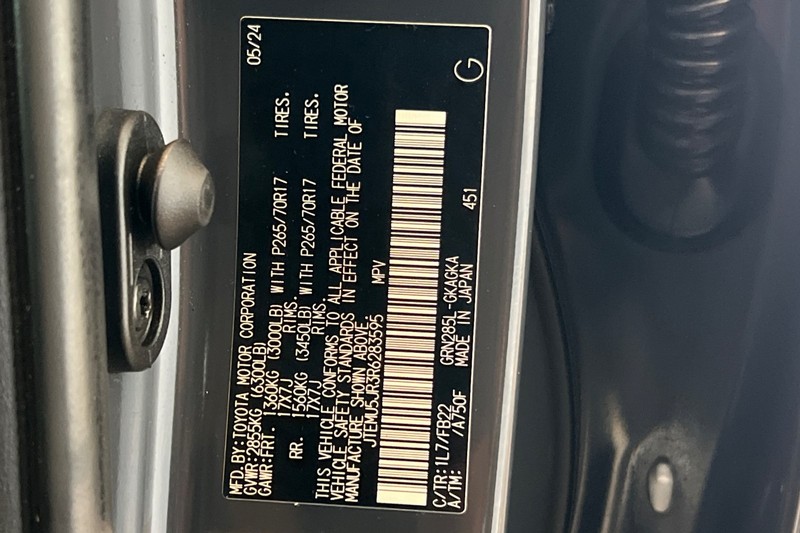 MFD.BY:TOYOTA MOTOR CORPORATION 05/24
GVWR:2855KG(6300LB)
GAWR:FRT. 1360KG (3000LB) WITH P265/70R17 TIRES.
17X7J RIMS.
RR. 1560KG (3450LB) WITH P265/70R17 TIRES.
17X7J RIMS.
THIS VEHICLE CONFORMS TO ALL APPLICABLE FEDERAL MOTOR
VEHICLE SAFETY STANDARDS IN EFFECT ON THE DATE OF
MANUFACTURE SHOWN ABOVE.
JTEMU5JR3R6283595 MPV
C/TR:1L7/FB22 GRN285L-GKAGKA 451
A/TM: /A750F MADE IN JAPAN
G